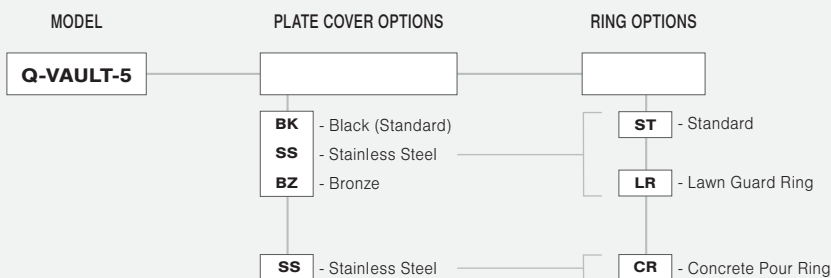 MODEL PLATE COVER OPTIONS RING OPTIONS
Q-VAULT-5
BK - Black (Standard) ST - Standard
SS - Stainless Steel
BZ - Bronze LR - Lawn Guard Ring
SS - Stainless Steel CR - Concrete Pour Ring